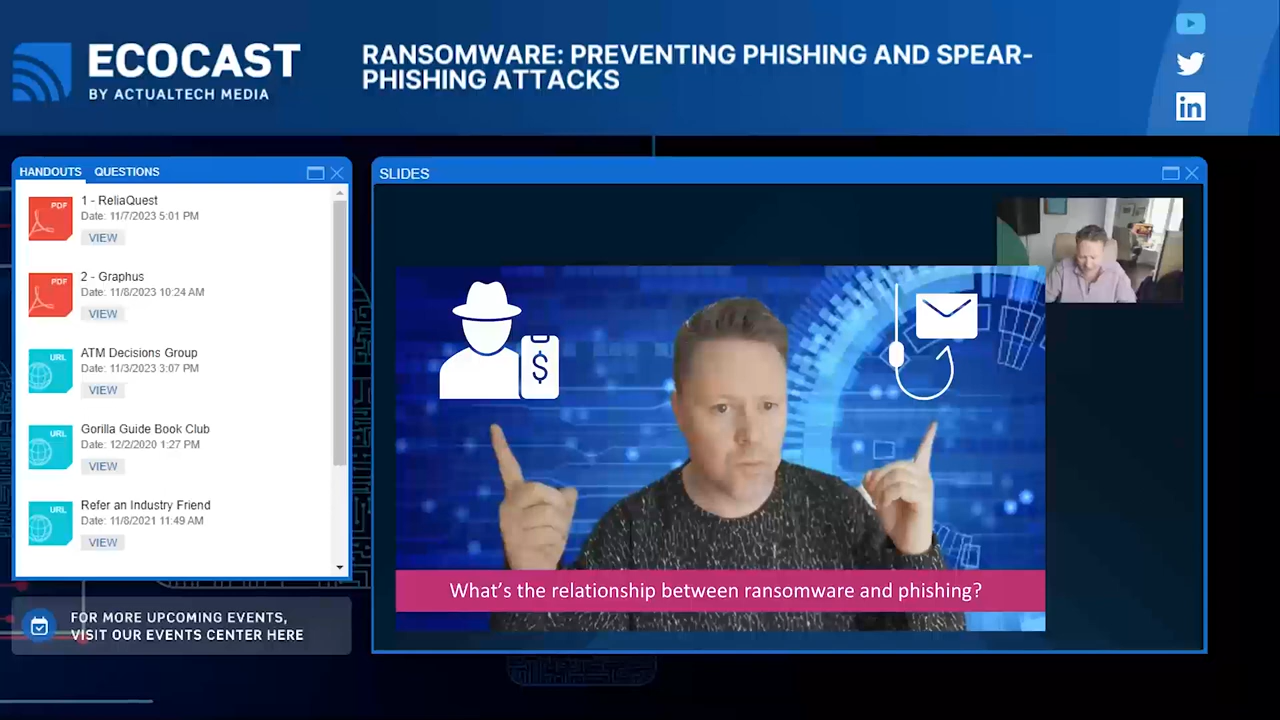 ECOCAST
BY ACTUALTECH MEDIA
RANSOMWARE: PREVENTING PHISHING AND SPEAR-
PHISHING ATTACKS
in
HANDOUTS QUESTIONS
PDF
1 - ReliaQuest
Date: 11/7/2023 5:01 PM
VIEW
PDF
2 - Graphus
Date: 11/8/2023 10:24 AM
VIEW
URL
ATM Decisions Group
Date: 11/3/2023 3:07 PM
VIEW
URL
Gorilla Guide Book Club
Date: 12/2/2020 1:27 PM
VIEW
URL
Refer an Industry Friend
Date: 11/8/2021 11:49 AM
VIEW
FOR MORE UPCOMING EVENTS,
VISIT OUR EVENTS CENTER HERE
SLIDES
$
What's the relationship between ransomware and phishing?